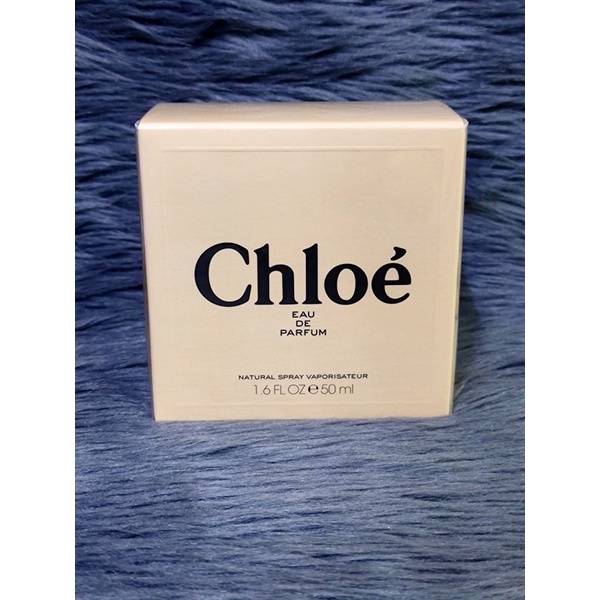 Chloé
EAU
DE
PARFUM
NATURAL SPRAY VAPORISATEUR
1.6 FL OZ ℮ 50 ml